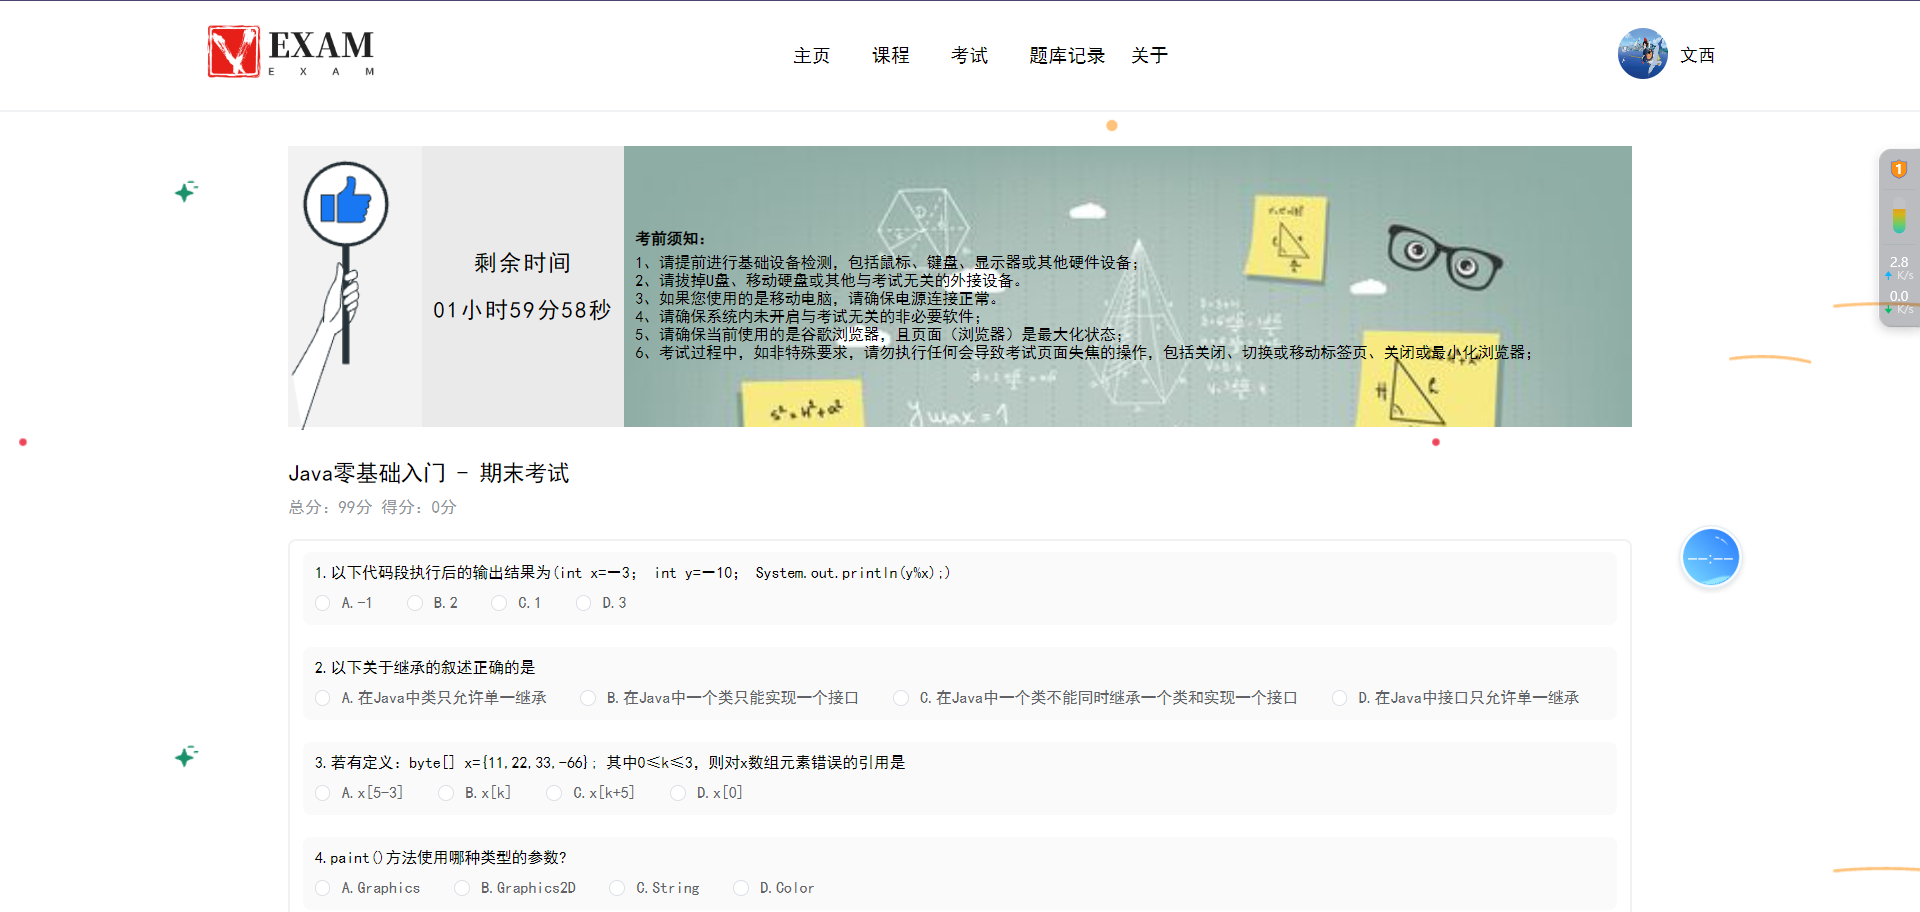 EXAM
E X A M
主页 课程 考试 题库记录 关于
文西
剩余时间
01小时59分58秒
考前须知:
1、请提前进行基础设备检测，包括鼠标、键盘、显示器或其他硬件设备；
2、请拔掉U盘、移动硬盘或其他与考试无关的外接设备。
3、如果您使用的是移动电脑，请确保电源连接正常。
4、请确保系统内未开启与考试无关的非必要软件；
5、请确保当前使用的是谷歌浏览器，且页面（浏览器）是最大化状态；
6、考试过程中，如非特殊要求，请勿执行任何会导致考试页面失焦的操作，包括关闭、切换或移动标签页、关闭或最小化浏览器；
1
2.8
K/s
0.0
K/s
Java零基础入门 - 期末考试
总分: 99分 得分: 0分
1.以下代码段执行后的输出结果为(int x=－3； int y=－10； System.out.println(y%x);)
A.-1 B.2 C.1 D.3
2.以下关于继承的叙述正确的是
A.在Java中类只允许单一继承 B.在Java中一个类只能实现一个接口 C.在Java中一个类不能同时继承一个类和实现一个接口 D.在Java中接口只允许单一继承
3.若有定义：byte[] x={11,22,33,-66}; 其中0≤k≤3，则对x数组元素错误的引用是
A.x[5-3] B.x[k] C.x[k+5] D.x[0]
4.paint()方法使用哪种类型的参数?
A.Graphics B.Graphics2D C.String D.Color